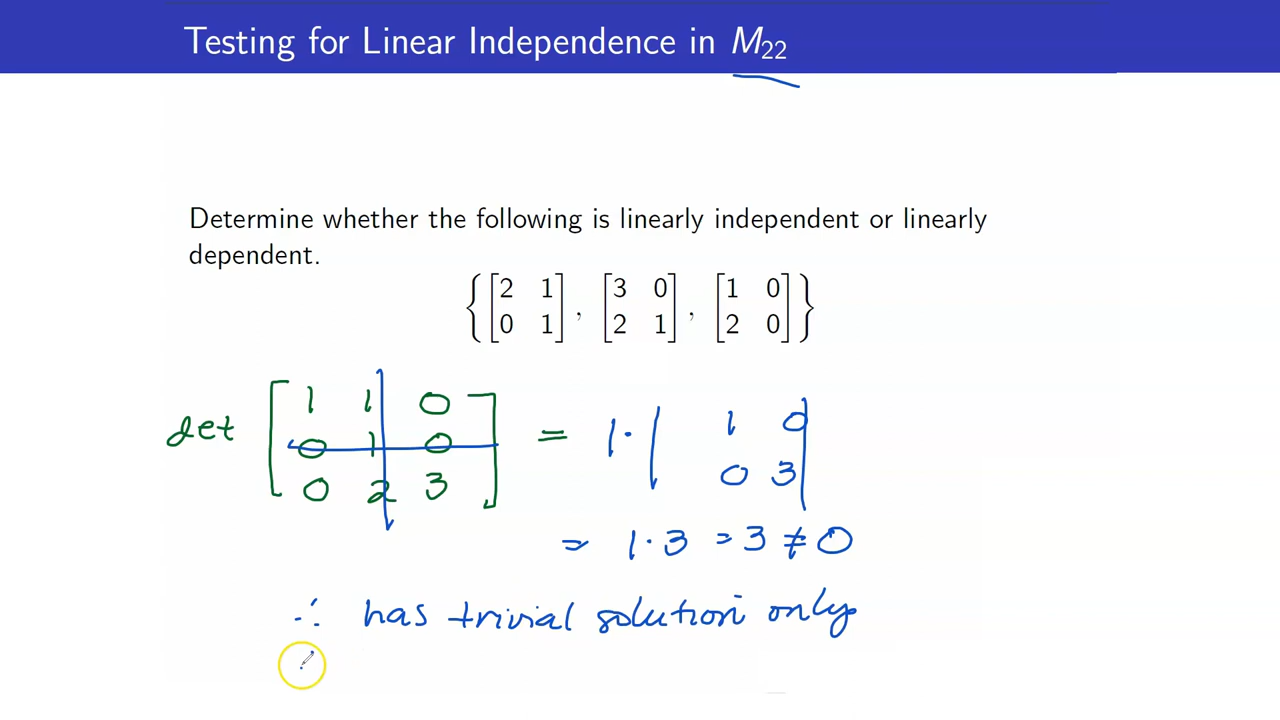 Testing for Linear Independence in M₂₂
Determine whether the following is linearly independent or linearly
dependent.
{[2 1; 0 1], [3 0; 2 1], [1 0; 2 0]}
det [1 1 0; 0 1 0; 0 2 3] = 1· |1 0; 0 3|
= 1·3 = 3 ≠ 0
∴ has trivial solution only